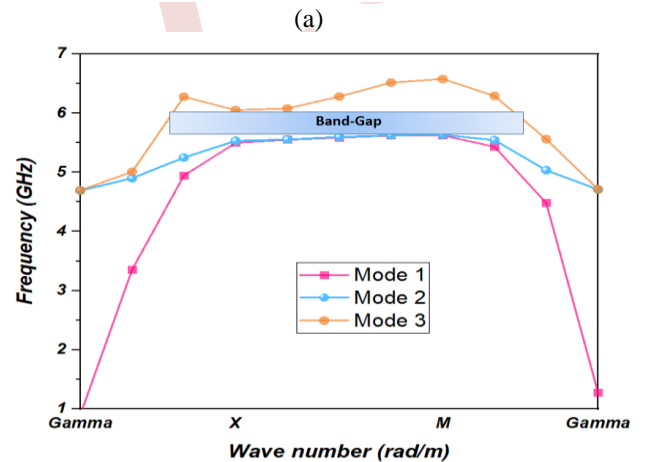 (a)
7
6
5
4
3
2
1
Frequency (GHz)
Band-Gap
Mode 1
Mode 2
Mode 3
Gamma X M Gamma
Wave number (rad/m)